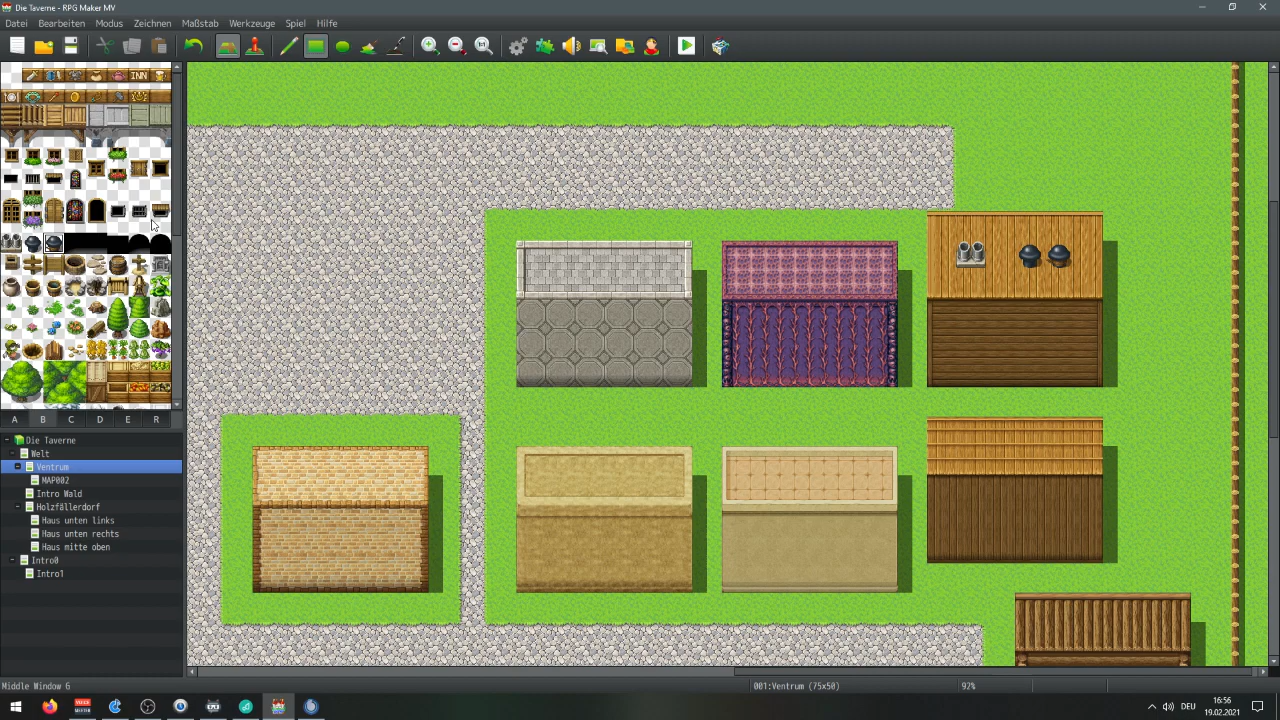 Die Taverne - RPG Maker MV
Datei Bearbeiten Modus Zeichnen Maßstab Werkzeuge Spiel Hilfe
INN
A B C D E R
Die Taverne
Welt
Ventrum
MAP002
Intro Wald
Holzfällerdorf
Haus unten links
Haus unten rechts
Haus mitte oben
Intro0
Intro1
Middle Window 6 001:Ventrum (75x50) 92%
VOICE
MEETER
DEU
16:56
19.02.2021